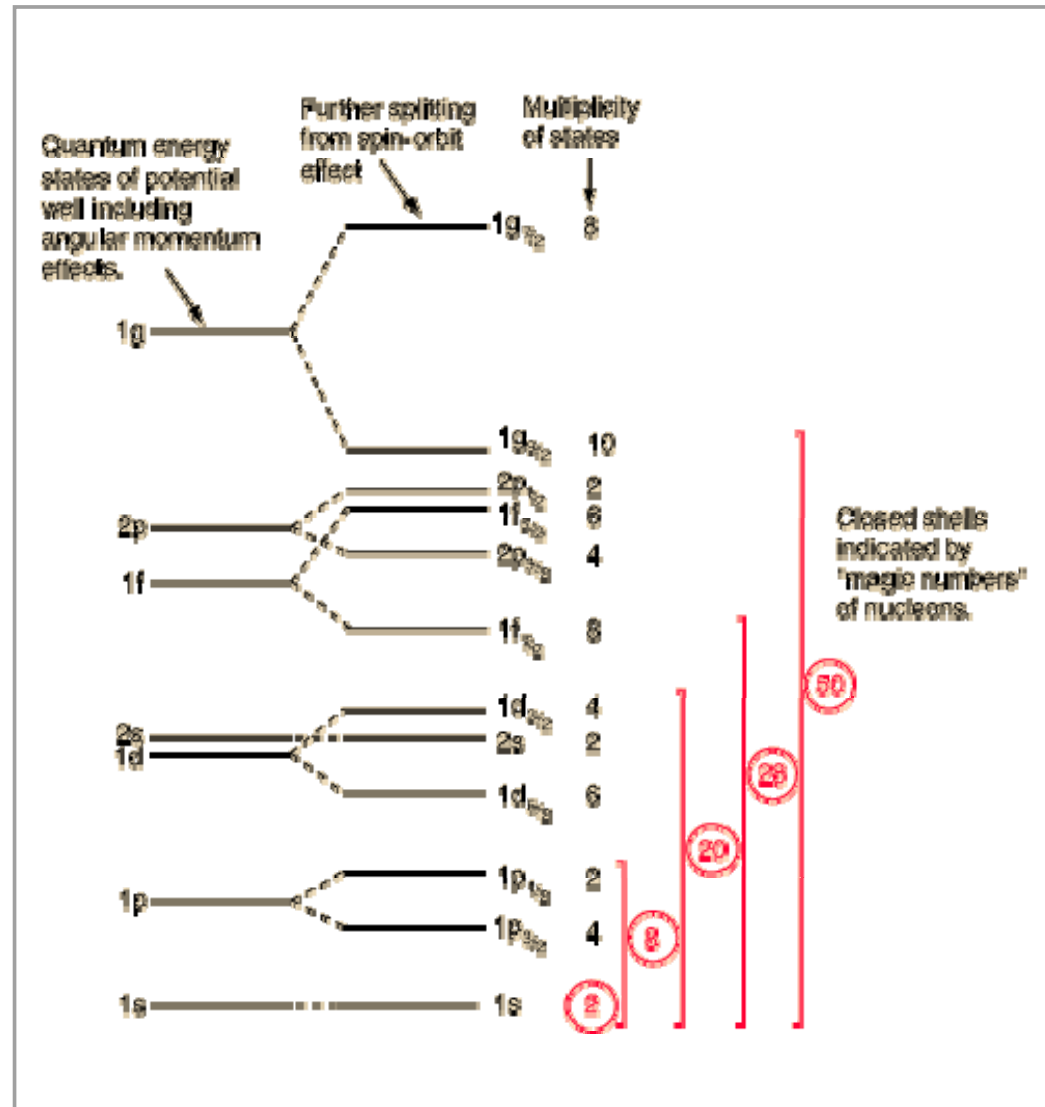 Further splitting
from spin-orbit
effect
Multiplicity
of states
Quantum energy
states of potential
well including
angular momentum
effects.
1g7/2 8
1g
1g9/2 10
2p1/2 2
1f5/2 6
2p
2p3/2 4
1f
1f7/2 8
Closed shells
indicated by
"magic numbers"
of nucleons.
50
1d3/2 4
2s
2s 2
1d
28
1d5/2 6
20
1p1/2 2
1p
1p3/2 4
8
1s
1s
2